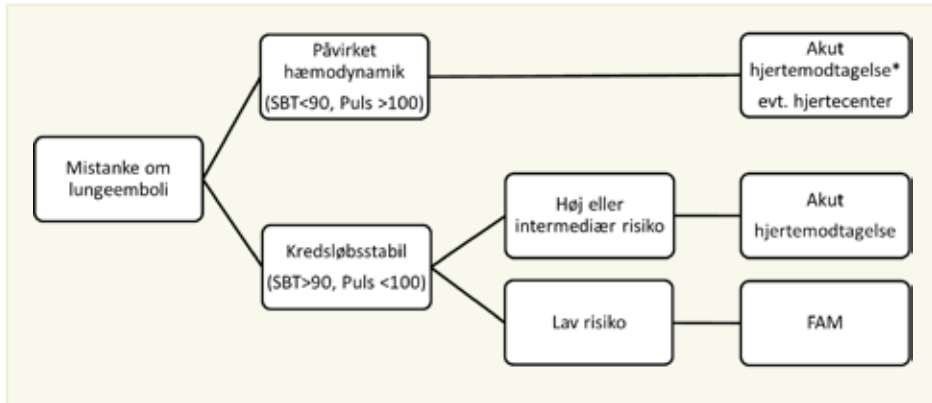 Påvirket
hæmodynamik
(SBT<90, Puls >100)
Akut
hjertemodtagelse*
evt. hjertecenter
Mistanke om
lungeemboli
Kredsløbsstabil
(SBT>90, Puls <100)
Høj eller
intermediær risiko
Akut
hjertemodtagelse
Lav risiko
FAM